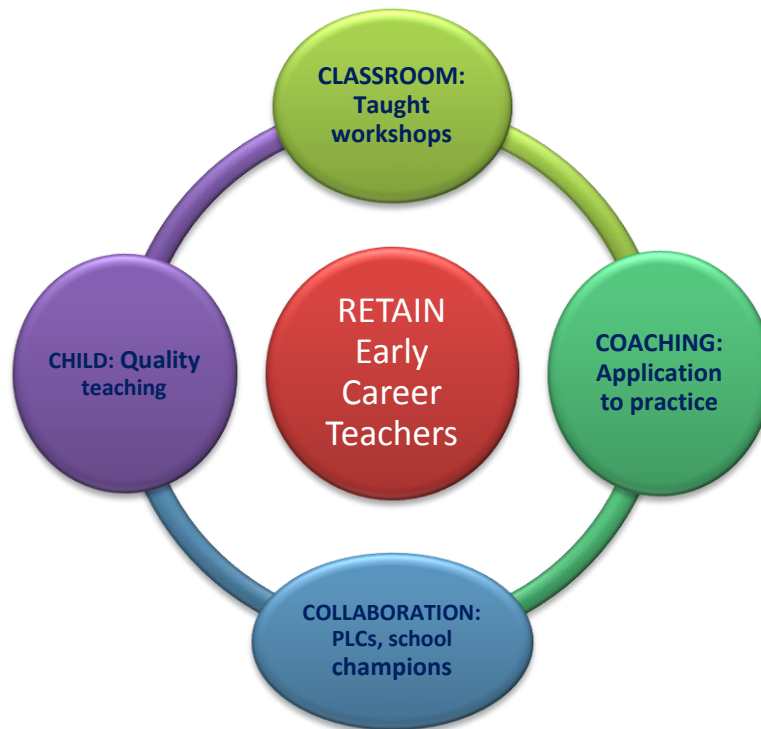 CLASSROOM:
Taught
workshops
CHILD: Quality
teaching
RETAIN
Early
Career
Teachers
COACHING:
Application
to practice
COLLABORATION:
PLCs, school
champions